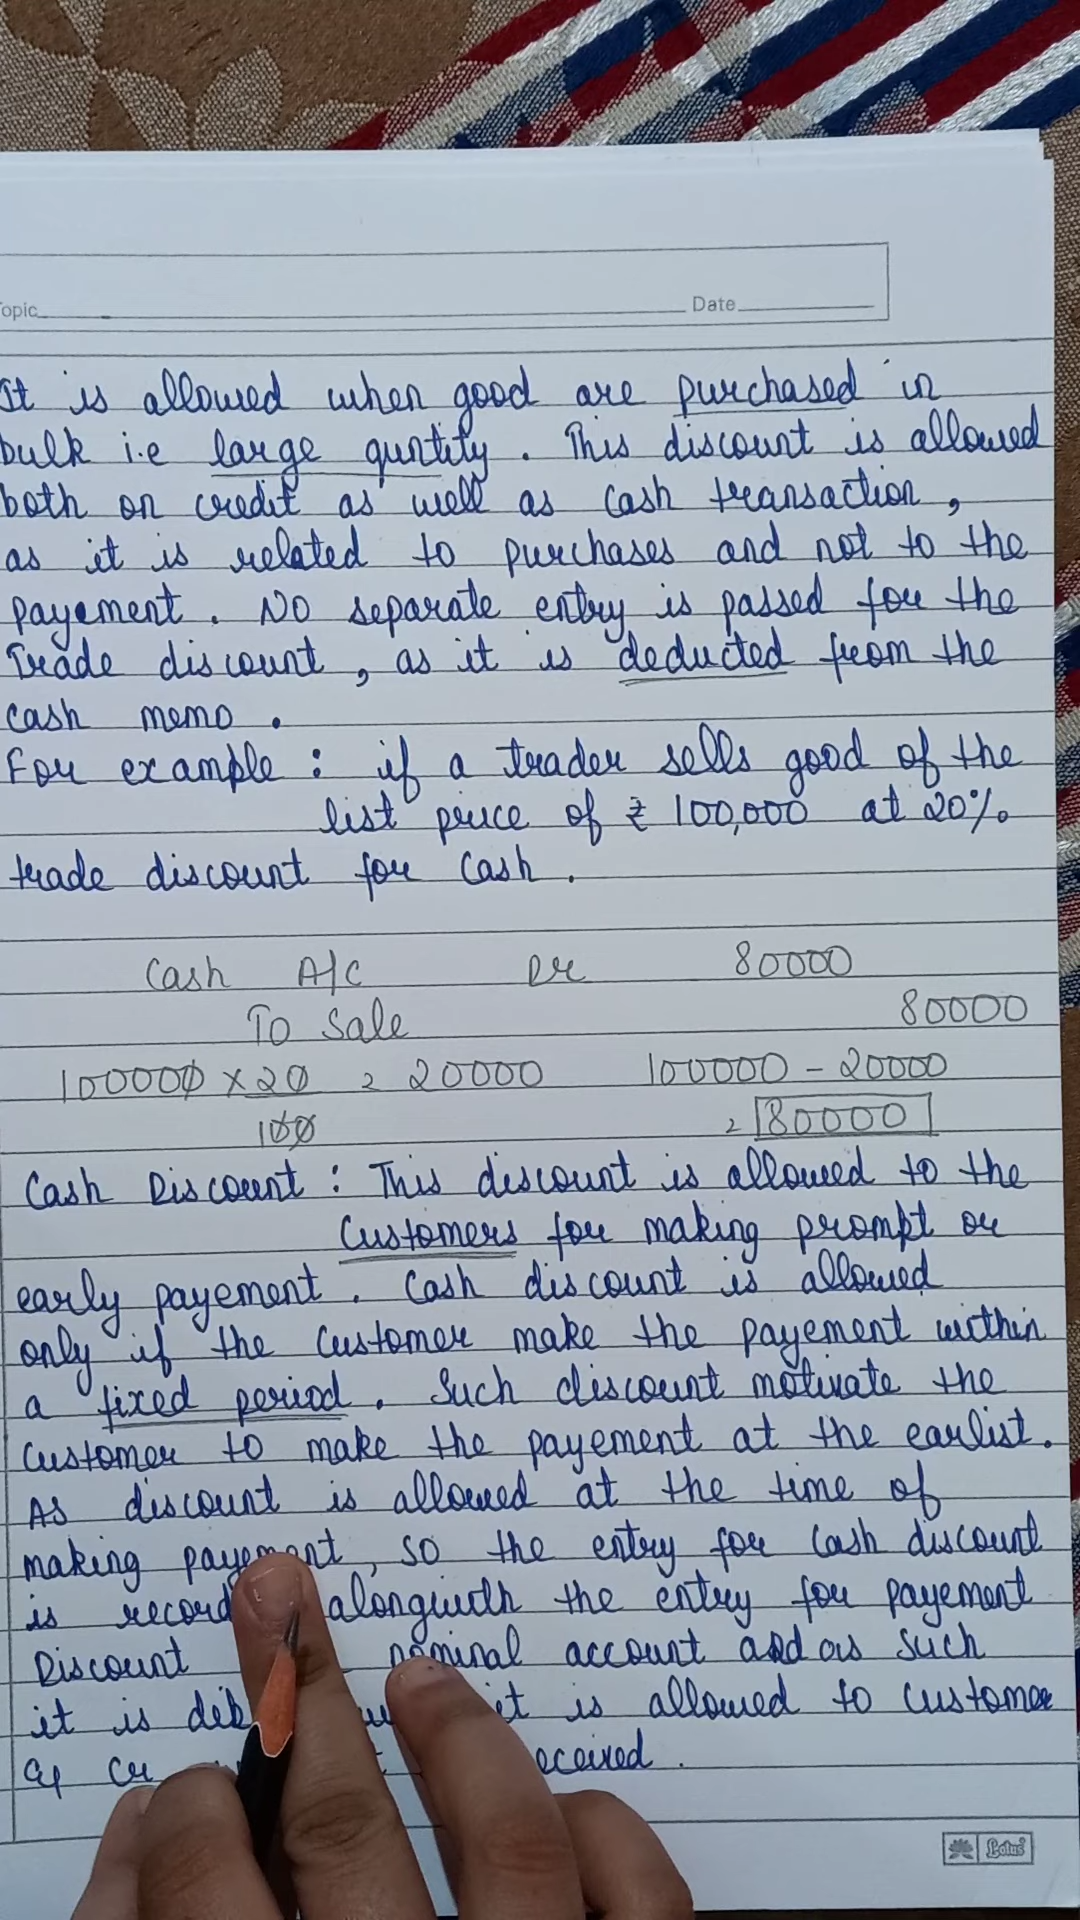 Topic
Date
It is allowed when good are purchased in
bulk i.e large quntity. This discount is allowed
both on credit as well as cash transaction,
as it is related to purchases and not to the
payement. No separate entry is passed for the
Trade discount, as it is deducted from the
cash memo.
For example: if a trader sells good of the
list price of ₹ 100,000 at 20%
trade discount for cash.
Cash A/c Dr 80000
To Sale 80000
100000 x 20 = 20000 100000 - 20000
100 = 80000
Cash Discount: This discount is allowed to the
Customers for making prompt or
early payement. Cash discount is allowed
only if the customer make the payement within
a fixed period. Such discount motivate the
customer to make the payement at the earlist.
As discount is allowed at the time of
making payement, so the entry for cash discount
is record alongwith the entry for payement
Discount nominal account and as such
it is deb it is allowed to customer
cr eceived.
Lotus